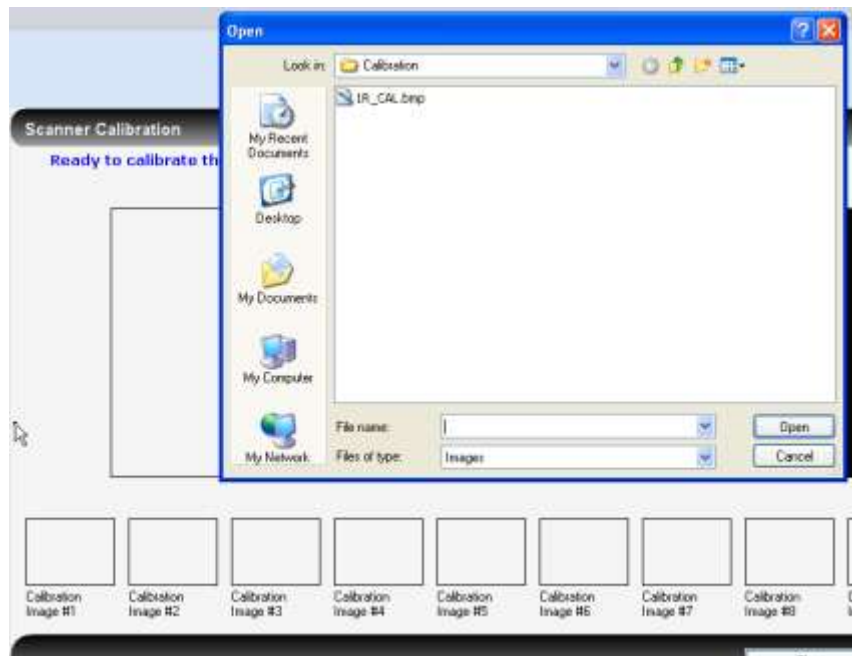 Open
Look in:
Calibration
IR_CAL.bmp
My Recent
Documents
Desktop
My Documents
My Computer
My Network
File name:
Files of type:
Images
Open
Cancel
Scanner Calibration
Ready to calibrate th
Calibration
Image #1
Calibration
Image #2
Calibration
Image #3
Calibration
Image #4
Calibration
Image #5
Calibration
Image #6
Calibration
Image #7
Calibration
Image #8